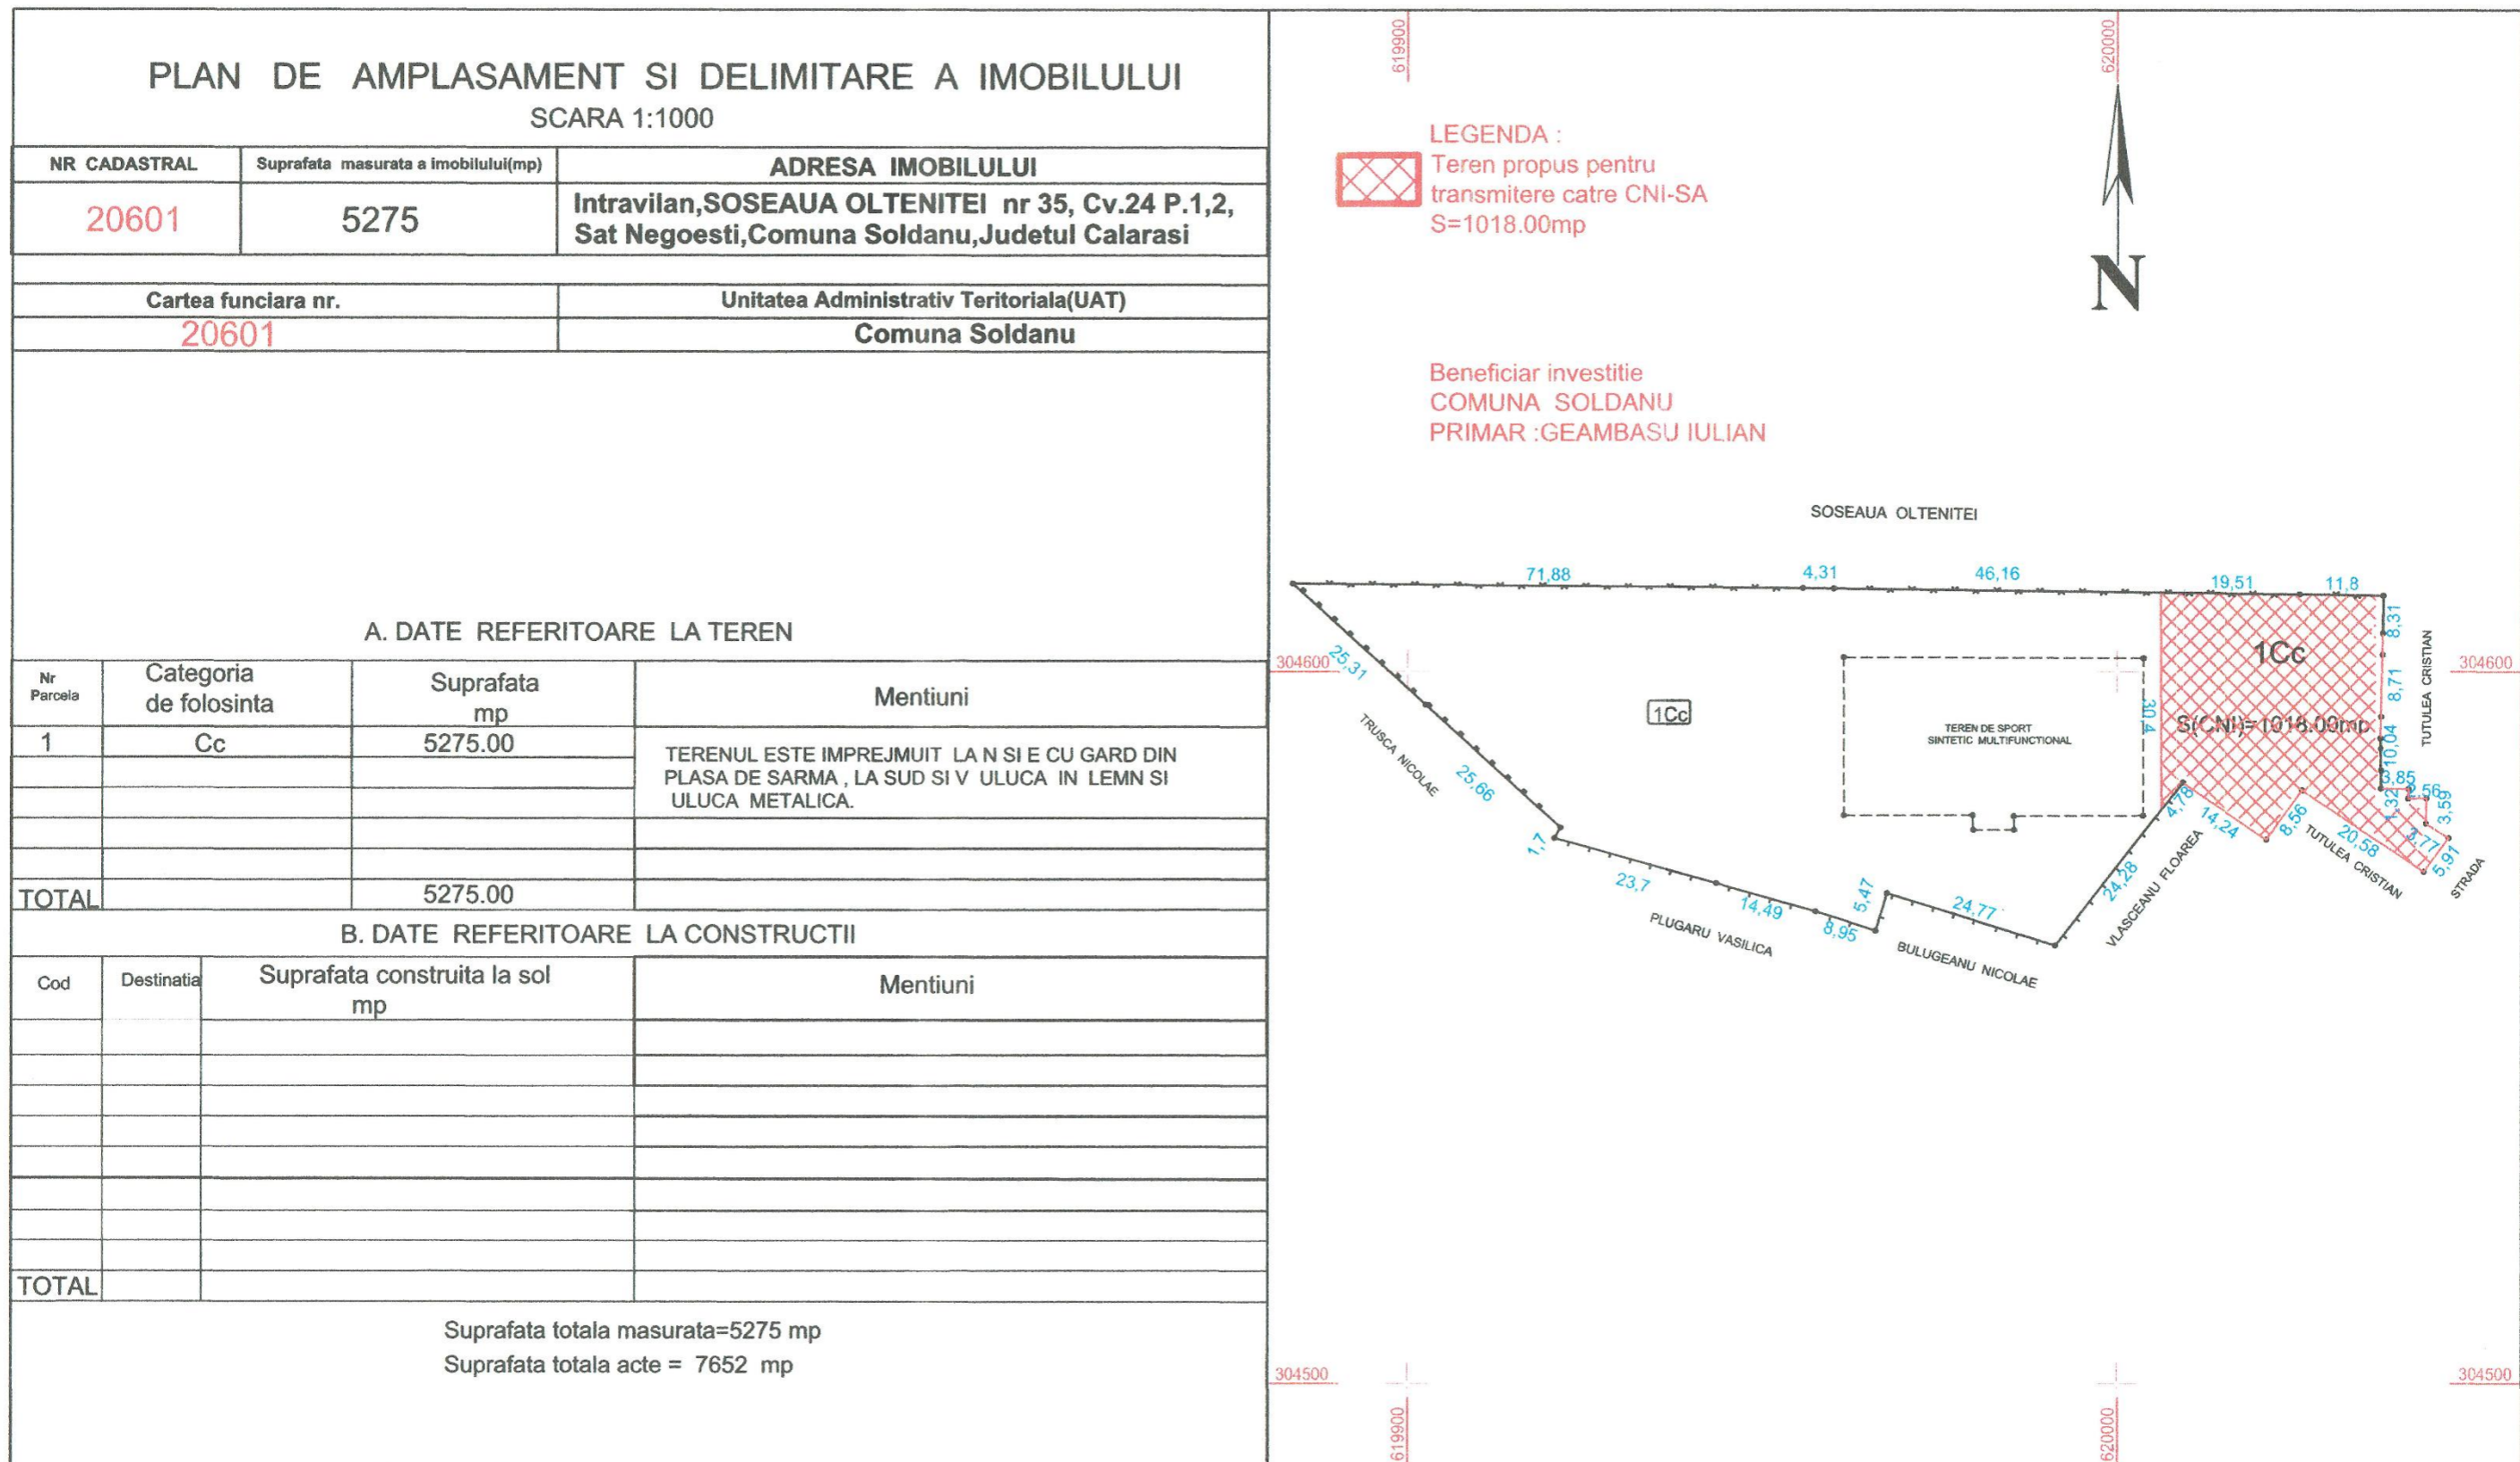 PLAN DE AMPLASAMENT SI DELIMITARE A IMOBILULUI
SCARA 1:1000
NR CADASTRAL
Suprafata masurata a imobilului(mp)
ADRESA IMOBILULUI
20601
5275
Intravilan,SOSEAUA OLTENITEI nr 35, Cv.24 P.1,2,
Sat Negoesti,Comuna Soldanu,Judetul Calarasi
Cartea funciara nr.
Unitatea Administrativ Teritoriala(UAT)
20601
Comuna Soldanu
A. DATE REFERITOARE LA TEREN
Nr
Parcela
Categoria
de folosinta
Suprafata
mp
Mentiuni
1
Cc
5275.00
TERENUL ESTE IMPREJMUIT LA N SI E CU GARD DIN
PLASA DE SARMA , LA SUD SI V ULUCA IN LEMN SI
ULUCA METALICA.
TOTAL
5275.00
B. DATE REFERITOARE LA CONSTRUCTII
Cod
Destinatia
Suprafata construita la sol
mp
Mentiuni
TOTAL
Suprafata totala masurata=5275 mp
Suprafata totala acte = 7652 mp
619900
620000
LEGENDA :
Teren propus pentru
transmitere catre CNI-SA
S=1018.00mp
N
Beneficiar investitie
COMUNA SOLDANU
PRIMAR :GEAMBASU IULIAN
SOSEAUA OLTENITEI
71,88
4,31
46,16
19,51
11,8
8,31
304600
25,31
1Cc
8,71
TUTULEA CRISTIAN
304600
1Cc
30,4
S(CNI)=1018.00mp
TEREN DE SPORT
SINTETIC MULTIFUNCTIONAL
10,04
TRUSCA NICOLAE
25,66
3,85
2,56
1,32
3,59
4,78
14,24
8,56
20,58
3,77
5,91
TUTULEA CRISTIAN
STRADA
1,7
23,7
14,49
8,95
5,47
24,77
24,28
VLASCEANU FLOAREA
PLUGARU VASILICA
BULUGEANU NICOLAE
304500
304500
619900
620000